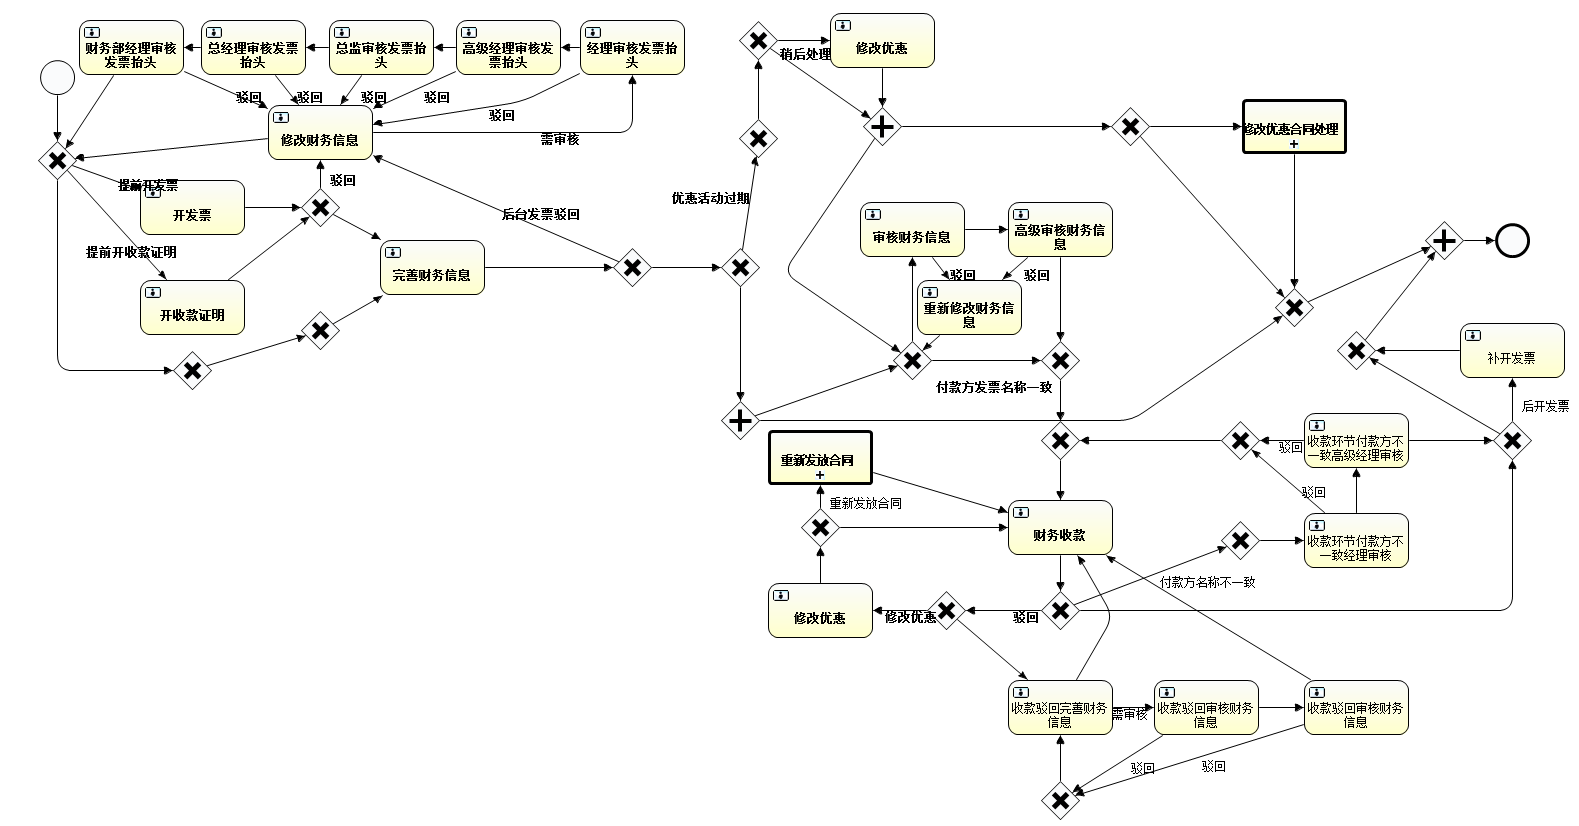 财务部经理审核
发票抬头
总经理审核发票
抬头
总监审核发票抬
头
高级经理审核发
票抬头
经理审核发票抬
头
修改优惠
稍后处理
驳回
驳回
驳回
驳回
驳回
修改财务信息
需审核
修改优惠合同处理
提前开发票
开发票
驳回
优惠活动过期
后台发票驳回
审核财务信息
高级审核财务信
息
提前开收款证明
完善财务信息
驳回
驳回
开收款证明
重新修改财务信
息
补开发票
付款方发票名称一致
后开发票
重新发放合同
驳回
收款环节付款方不
一致高级经理审核
重新发放合同
驳回
财务收款
收款环节付款方不
一致经理审核
付款方名称不一致
修改优惠
修改优惠
驳回
收款驳回完善财务
信息
需审核
收款驳回审核财务
信息
收款驳回审核财务
信息
驳回
驳回